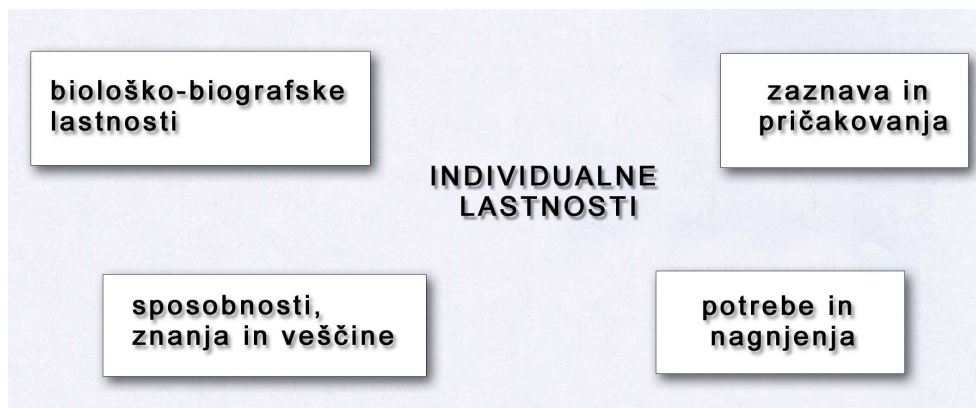 biološko-biografske
lastnosti
zaznava in
pričakovanja
INDIVIDUALNE
LASTNOSTI
sposobnosti,
znanja in veščine
potrebe in
nagnjenja